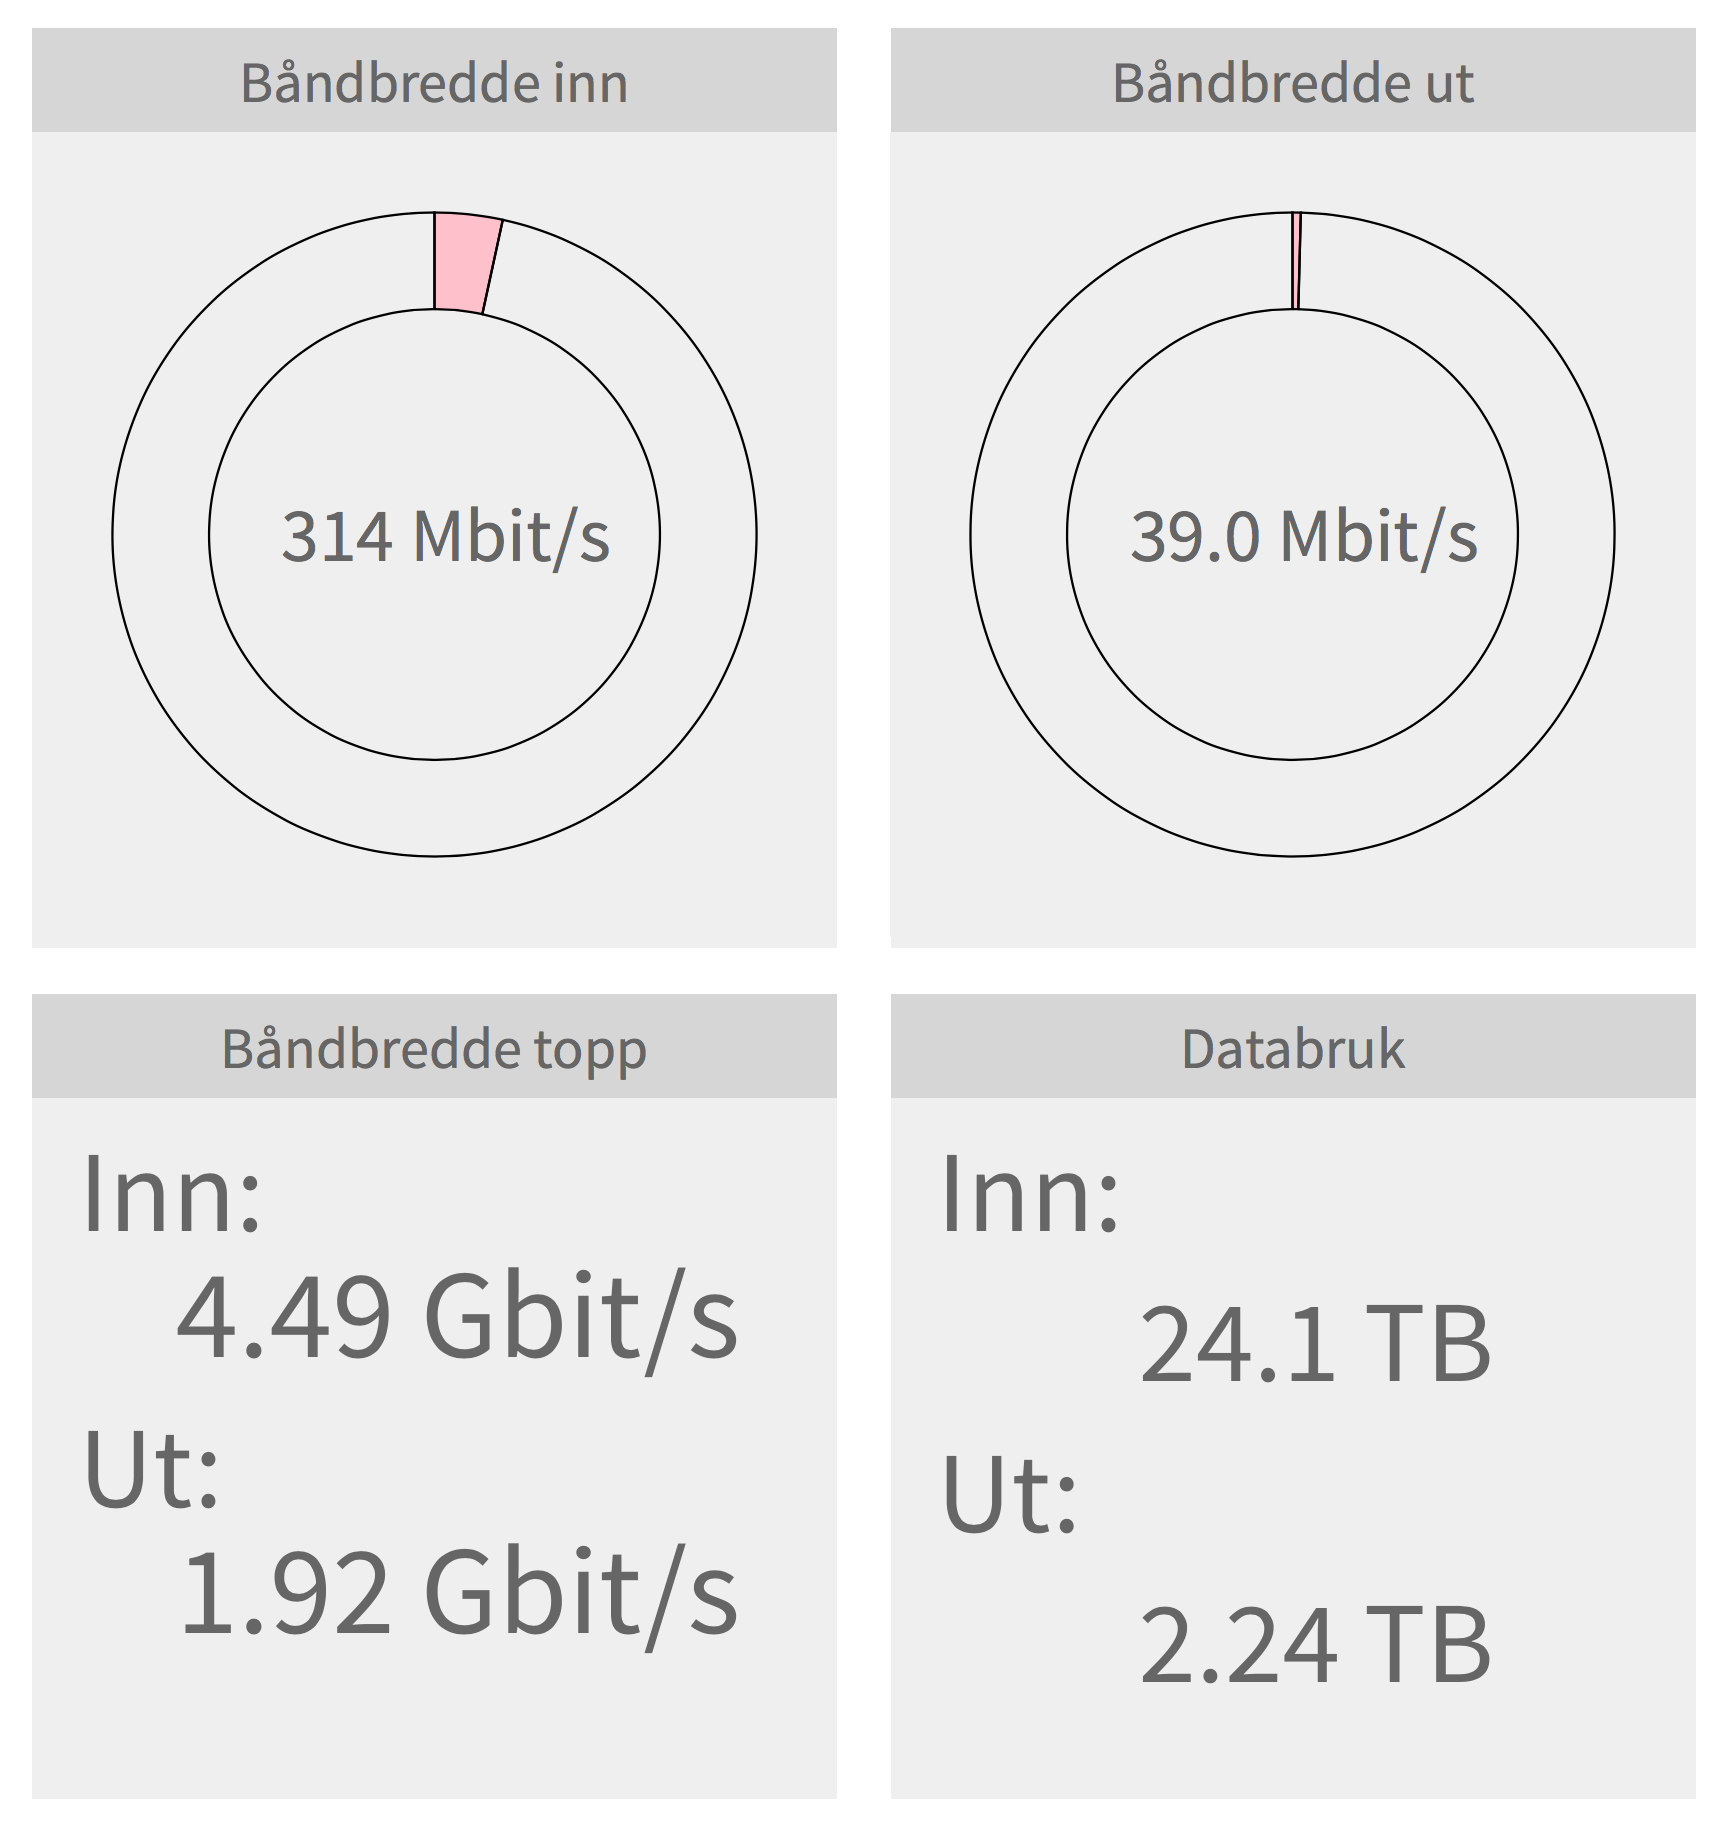 Båndbredde inn
314 Mbit/s
Båndbredde ut
39.0 Mbit/s
Båndbredde topp
Inn:
4.49 Gbit/s
Ut:
1.92 Gbit/s
Databruk
Inn:
24.1 TB
Ut:
2.24 TB